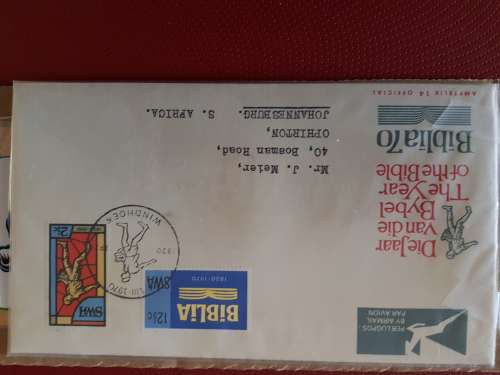 PER LUGPOS
BY AIRMAIL
PAR AVION
Die Jaar
van die
Bybel
The Year
of the Bible
Biblia 70
AMPTELIK 14 OFFICIAL
BIBLIA
1820-1970
SWA
12½c
SWA
2½c
1970
WINDHOEK
Mr. J. Meier,
40, Bosman Road,
OPHIRTON,
JOHANNESBURG.
S. AFRICA.